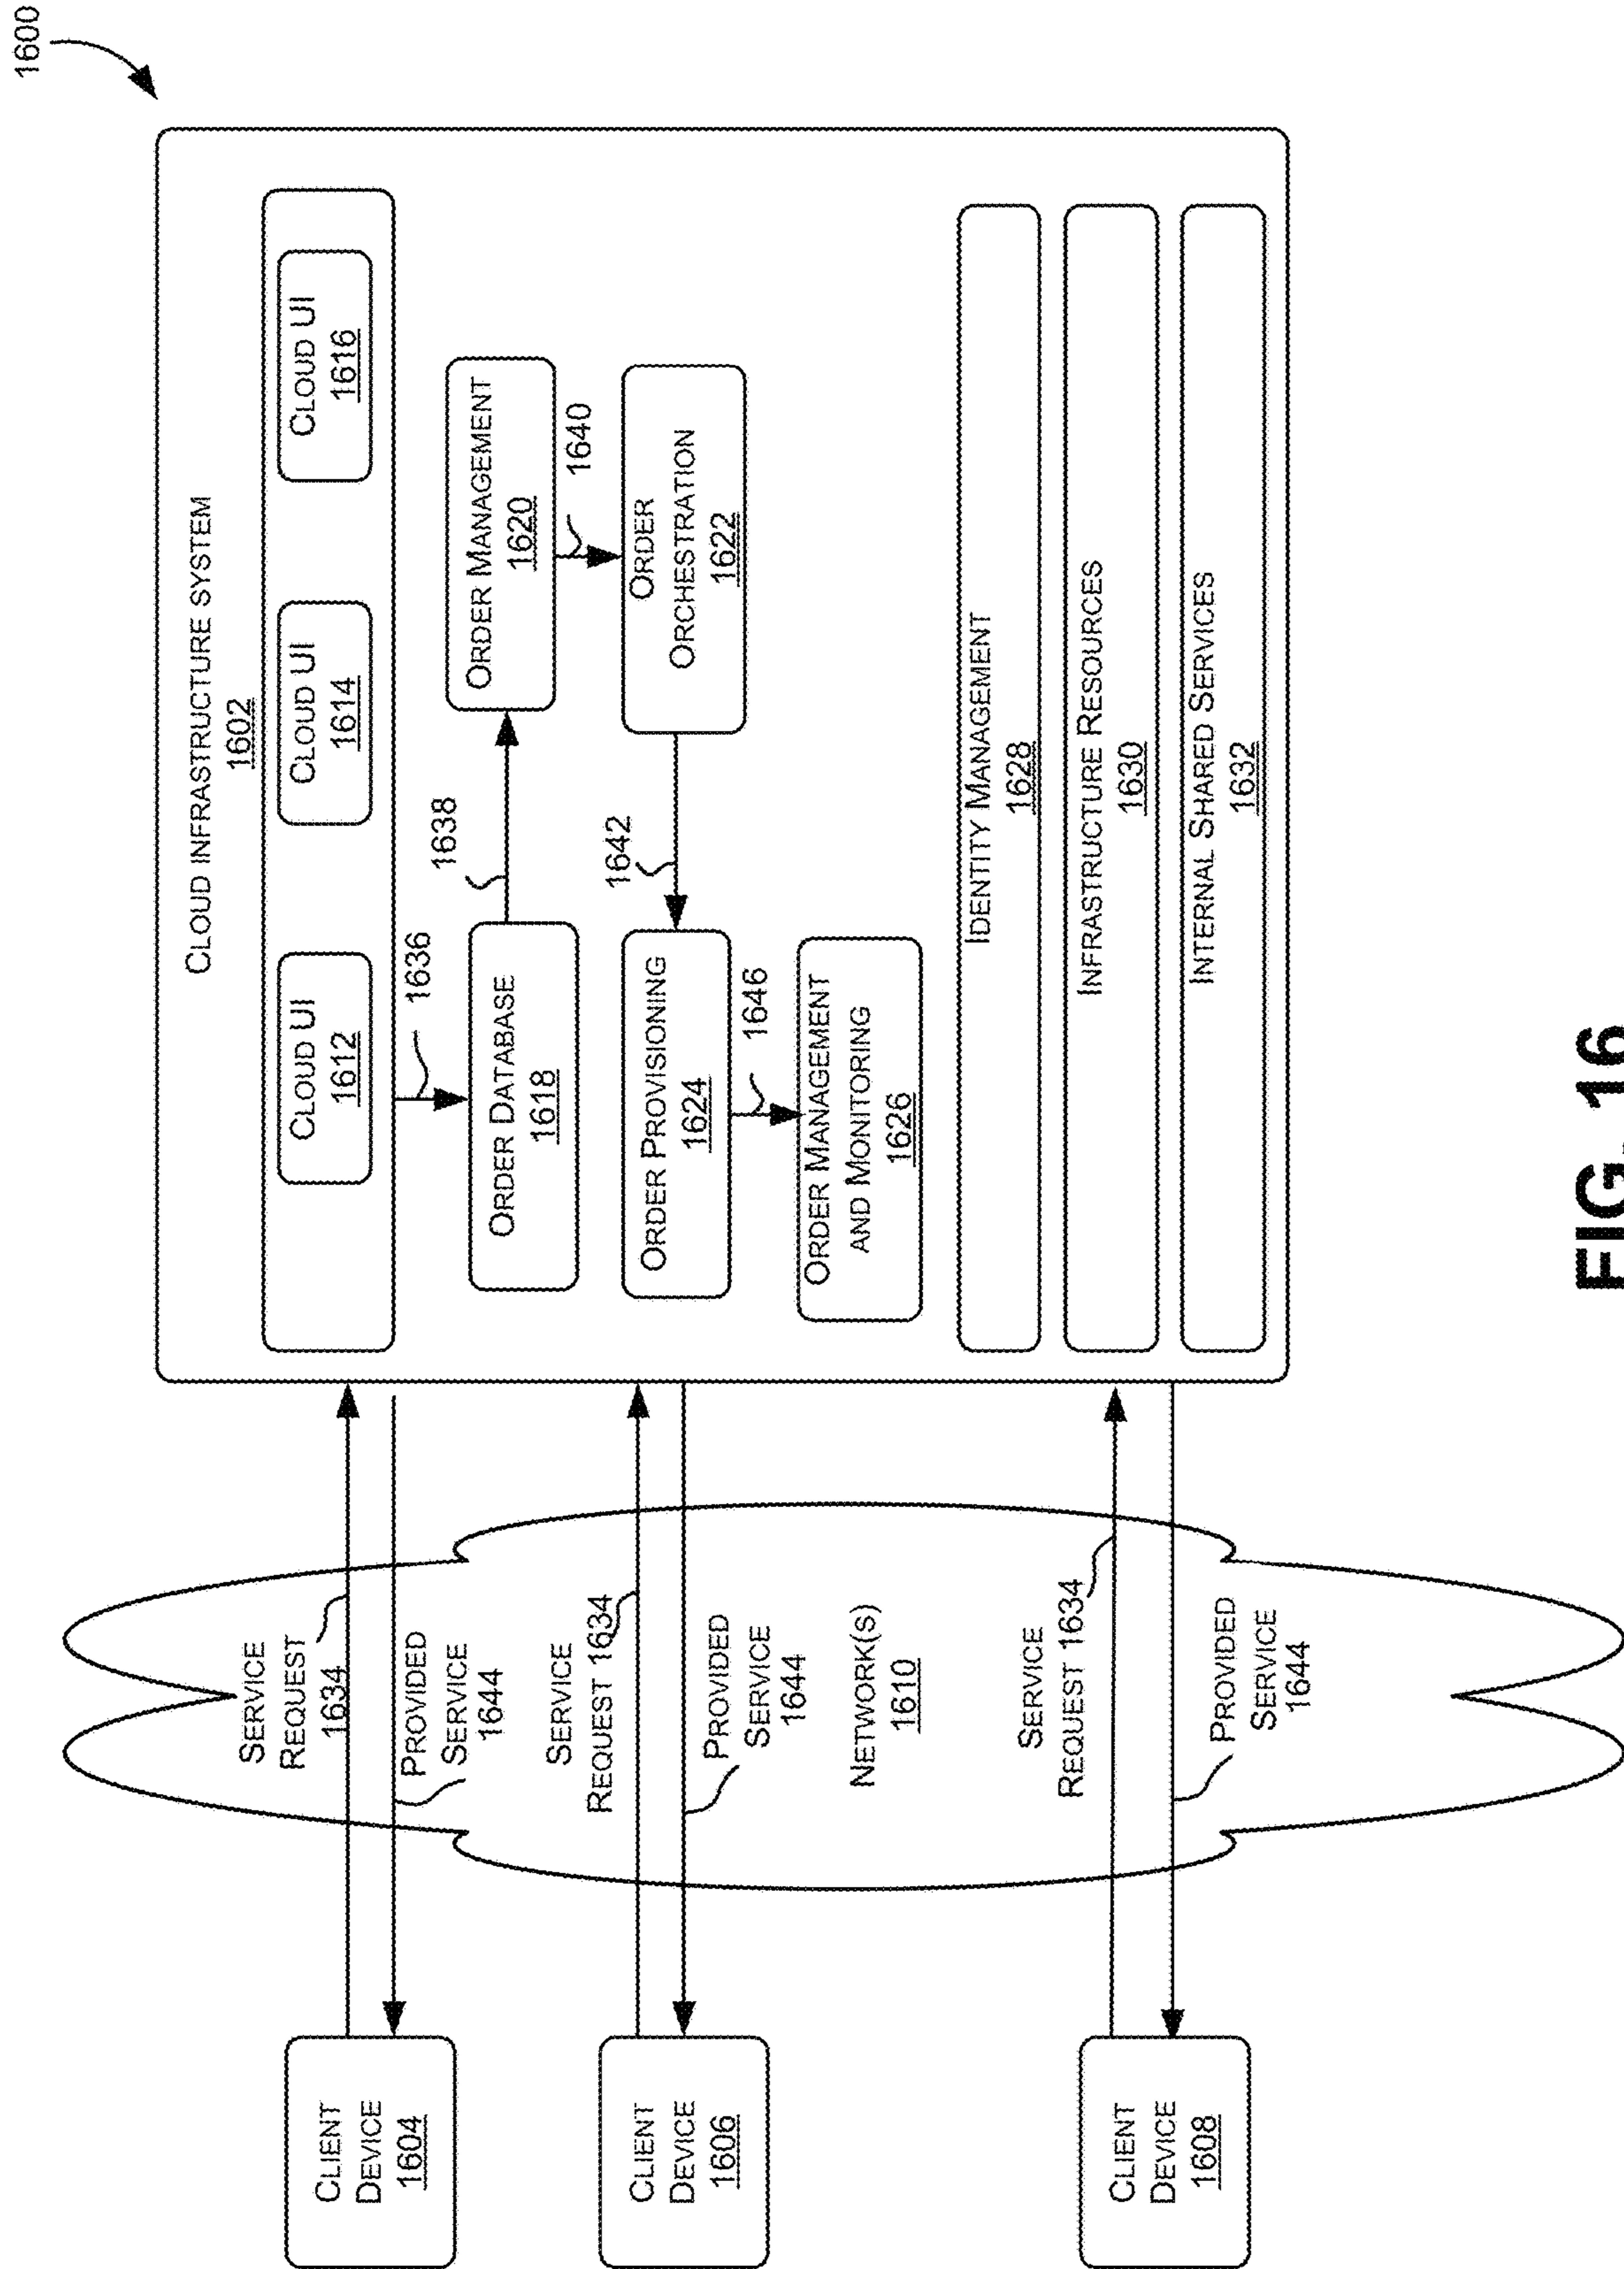 1600
CLOUD INFRASTRUCTURE SYSTEM
1602
CLOUD UI
1612
CLOUD UI
1614
CLOUD UI
1616
1636
ORDER DATABASE
1618
1638
ORDER MANAGEMENT
1620
1640
ORDER
ORCHESTRATION
1622
1642
ORDER PROVISIONING
1624
1646
ORDER MANAGEMENT
AND MONITORING
1626
IDENTITY MANAGEMENT
1628
INFRASTRUCTURE RESOURCES
1630
INTERNAL SHARED SERVICES
1632
CLIENT
DEVICE
1604
SERVICE
REQUEST
1634
PROVIDED
SERVICE
1644
CLIENT
DEVICE
1606
SERVICE
REQUEST 1634
PROVIDED
SERVICE
1644
NETWORK(S)
1610
CLIENT
DEVICE
1608
SERVICE
REQUEST 1634
PROVIDED
SERVICE
1644
FIG. 16